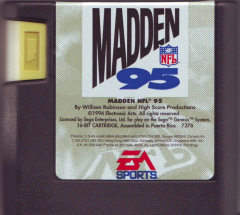 MADDEN
NFL
95
MADDEN NFL® 95
By William Robinson and High Score Productions
©1994 Electronic Arts. All rights reserved.
Licensed by Sega Enterprises, Ltd. for play on the Sega™ Genesis™ System.
16-BIT CARTRIDGE, Assembled in Puerto Rico 7376
EA
SPORTS